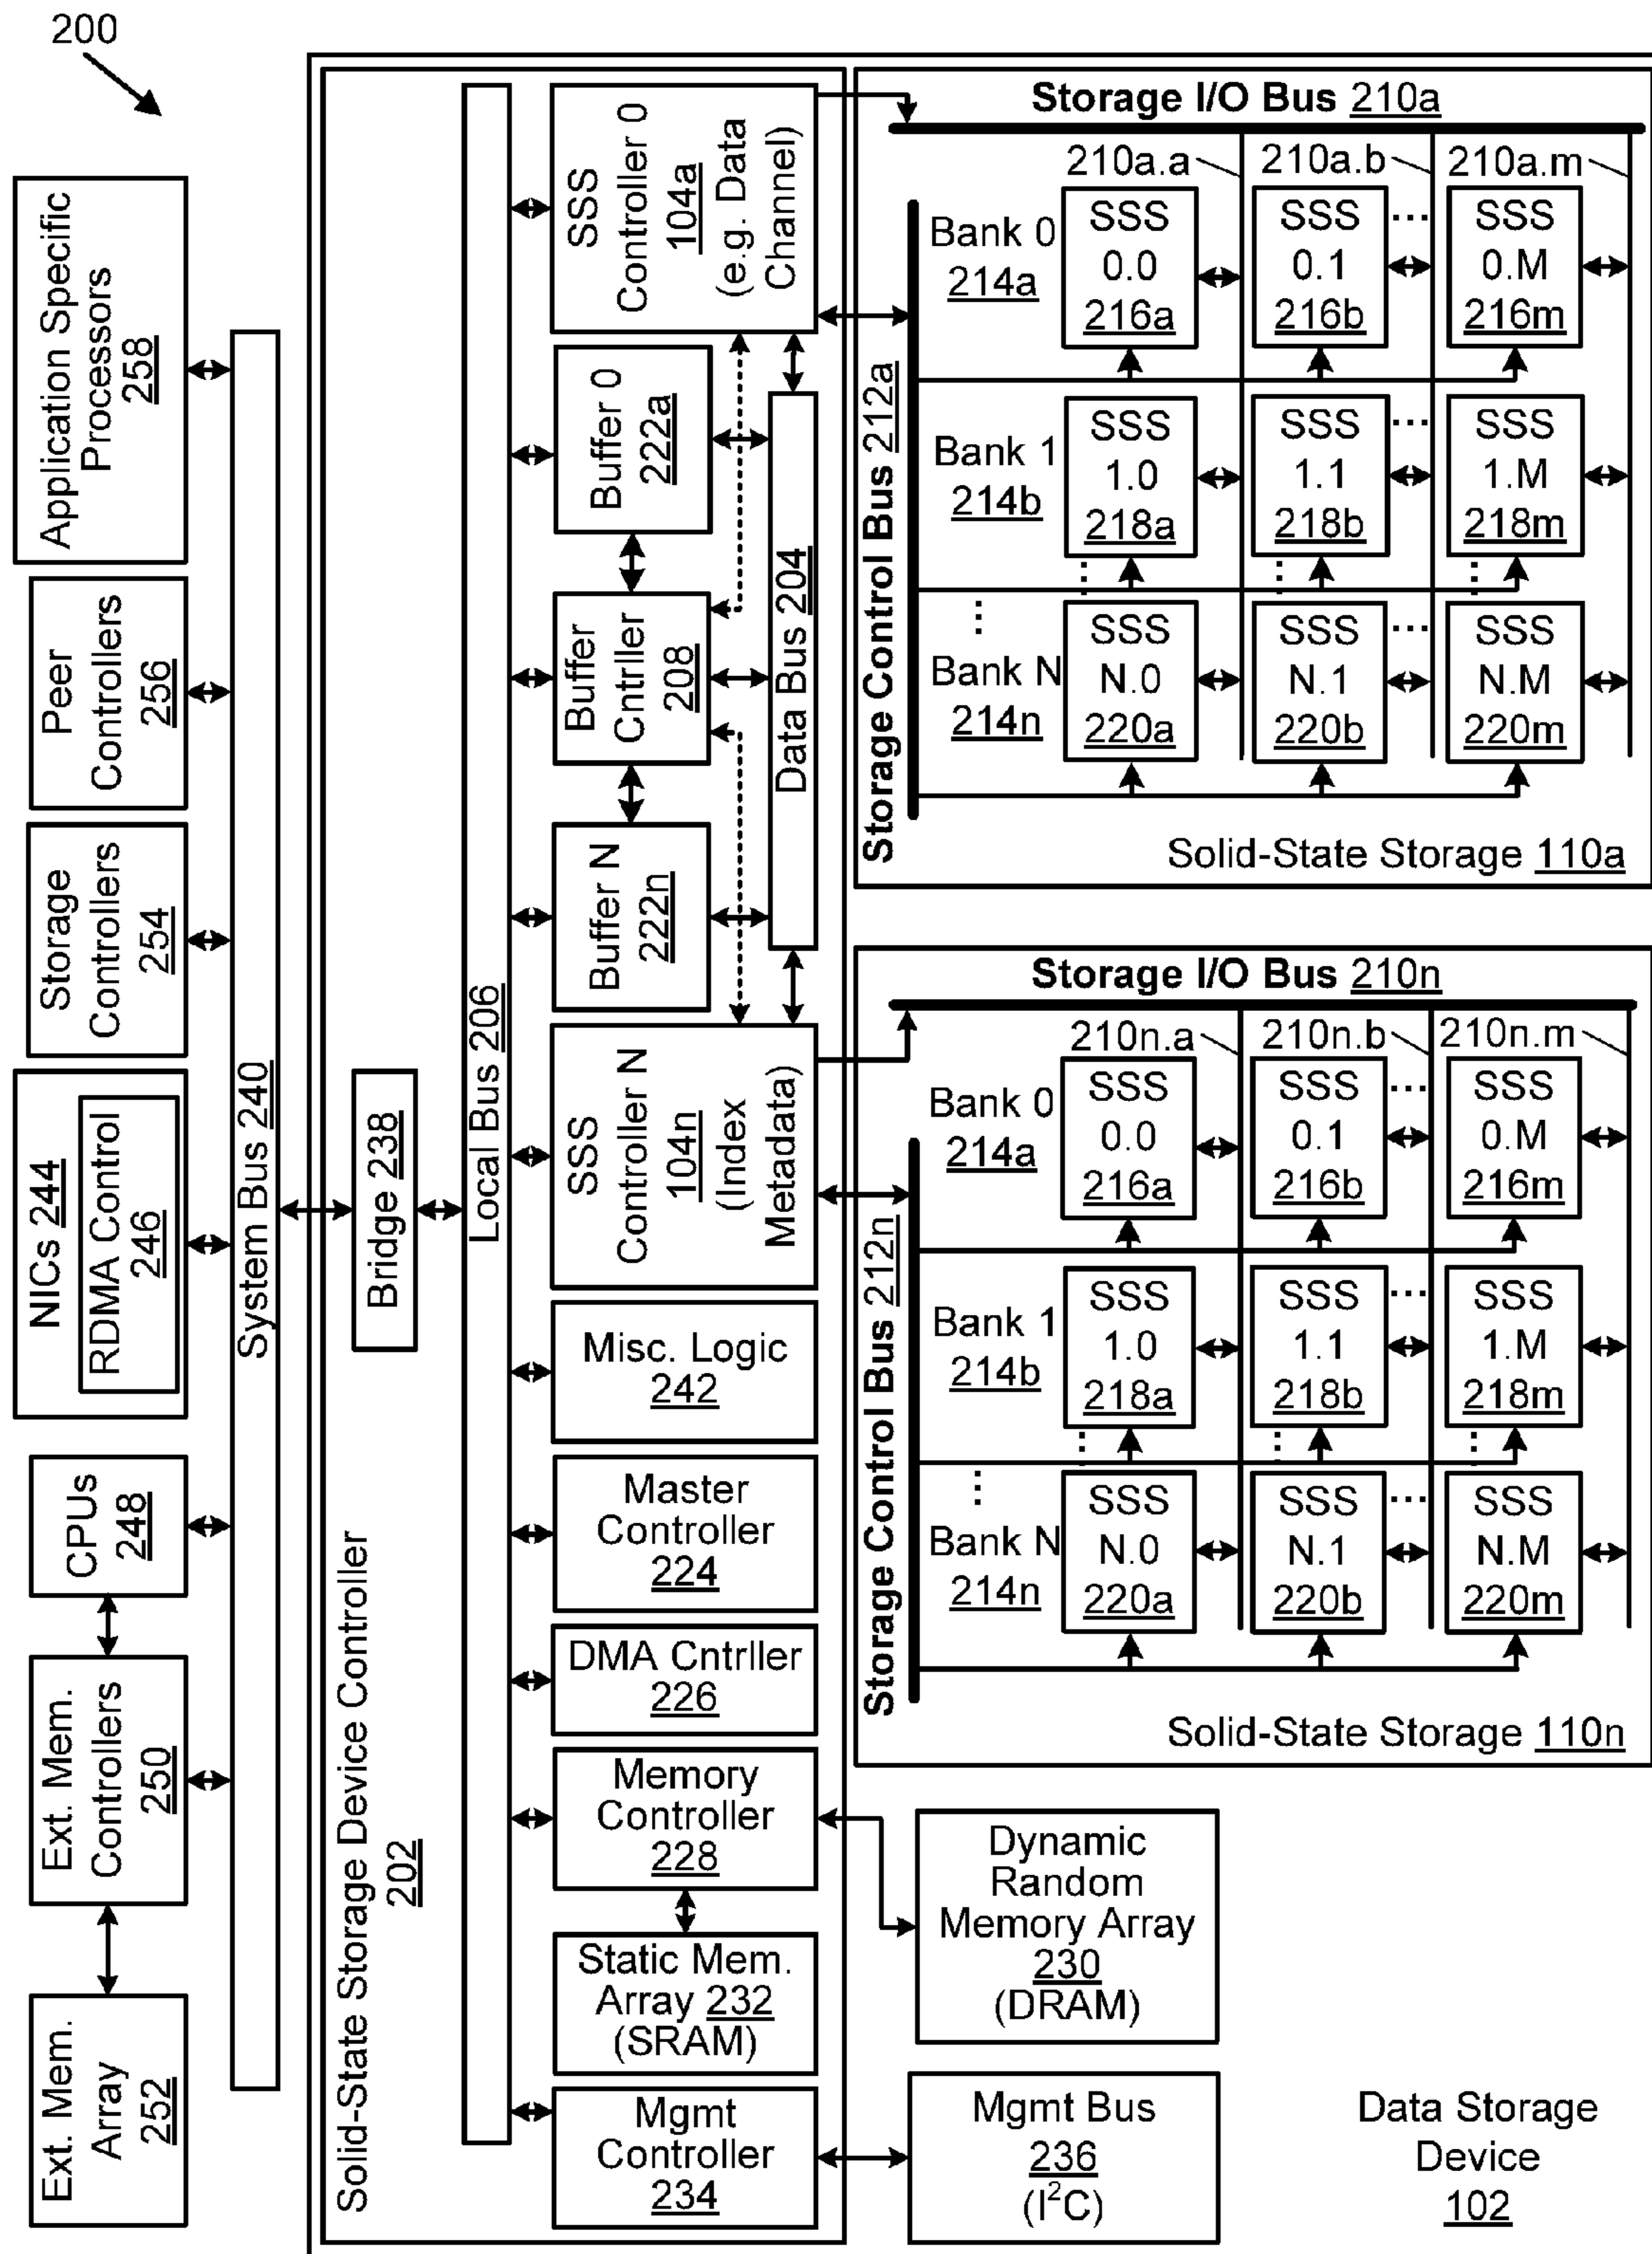 200
Application Specific
Processors
258
Peer
Controllers
256
Storage
Controllers
254
NICs 244
RDMA Control
246
CPUs
248
Ext. Mem.
Controllers
250
Ext. Mem.
Array
252
System Bus 240
Solid-State Storage Device Controller
202
Bridge 238
Local Bus 206
SSS
Controller 0
104a
(e.g. Data
Channel)
Buffer 0
222a
Buffer
Cntrller
208
Buffer N
222n
Data Bus 204
SSS
Controller N
104n
(Index
Metadata)
Misc. Logic
242
Master
Controller
224
DMA Cntrller
226
Memory
Controller
228
Static Mem.
Array 232
(SRAM)
Mgmt
Controller
234
Storage I/O Bus 210a
210a.a
210a.b
210a.m
Storage Control Bus 212a
Bank 0
214a
SSS
0.0
216a
SSS
0.1
216b
...
SSS
0.M
216m
Bank 1
214b
SSS
1.0
218a
SSS
1.1
218b
...
SSS
1.M
218m
Bank N
214n
SSS
N.0
220a
SSS
N.1
220b
...
SSS
N.M
220m
Solid-State Storage 110a
Storage I/O Bus 210n
210n.a
210n.b
210n.m
Storage Control Bus 212n
Bank 0
214a
SSS
0.0
216a
SSS
0.1
216b
...
SSS
0.M
216m
Bank 1
214b
SSS
1.0
218a
SSS
1.1
218b
...
SSS
1.M
218m
Bank N
214n
SSS
N.0
220a
SSS
N.1
220b
...
SSS
N.M
220m
Solid-State Storage 110n
Dynamic
Random
Memory Array
230
(DRAM)
Mgmt Bus
236
(I²C)
Data Storage
Device
102